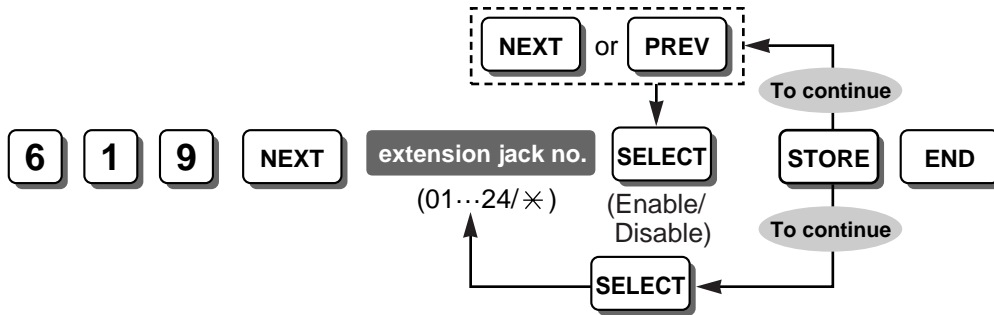 NEXT or PREV
To continue
6 1 9 NEXT extension jack no. SELECT STORE END
(01···24/✳)
(Enable/
Disable)
To continue
SELECT